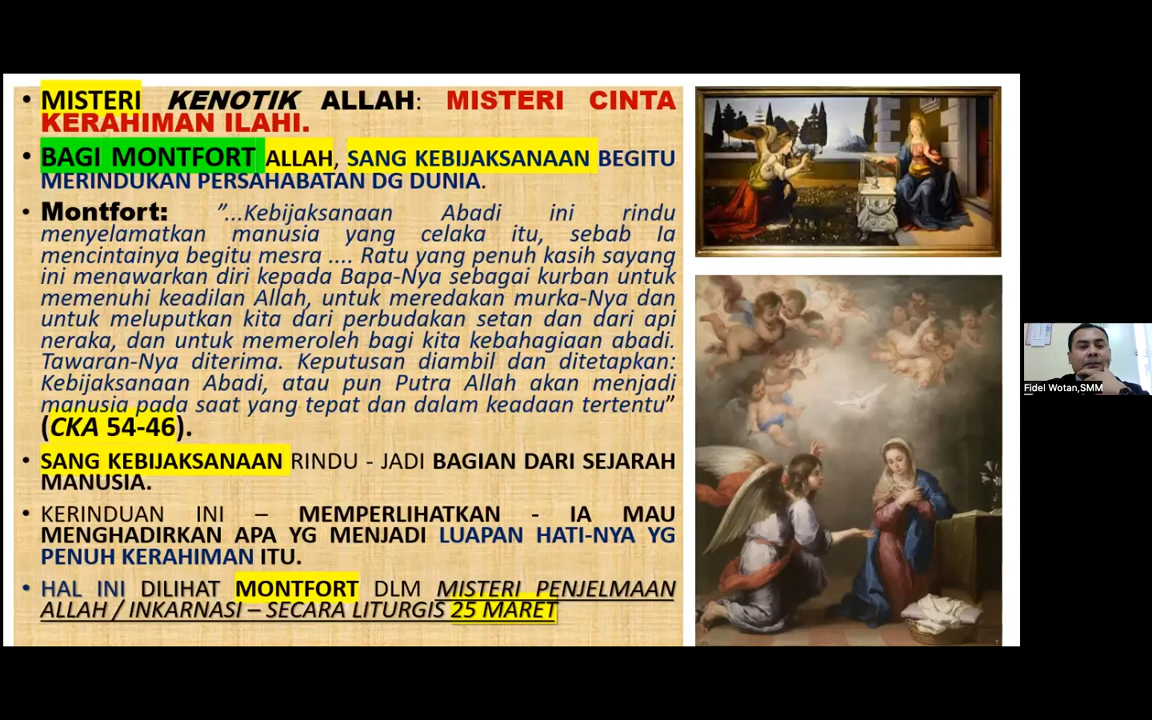 • MISTERI KENOTIK ALLAH: MISTERI CINTA
KERAHIMAN ILAHI.
• BAGI MONTFORT ALLAH, SANG KEBIJAKSANAAN BEGITU
MERINDUKAN PERSAHABATAN DG DUNIA.
• Montfort: "...Kebijaksanaan Abadi ini rindu
menyelamatkan manusia yang celaka itu, sebab Ia
mencintainya begitu mesra .... Ratu yang penuh kasih sayang
ini menawarkan diri kepada Bapa-Nya sebagai kurban untuk
memenuhi keadilan Allah, untuk meredakan murka-Nya dan
untuk meluputkan kita dari perbudakan setan dan dari api
neraka, dan untuk memeroleh bagi kita kebahagiaan abadi.
Tawaran-Nya diterima. Keputusan diambil dan ditetapkan:
Kebijaksanaan Abadi, atau pun Putra Allah akan menjadi
manusia pada saat yang tepat dan dalam keadaan tertentu"
(CKA 54-46).
• SANG KEBIJAKSANAAN RINDU - JADI BAGIAN DARI SEJARAH
MANUSIA.
• KERINDUAN INI – MEMPERLIHATKAN - IA MAU
MENGHADIRKAN APA YG MENJADI LUAPAN HATI-NYA YG
PENUH KERAHIMAN ITU.
• HAL INI DILIHAT MONTFORT DLM MISTERI PENJELMAAN
ALLAH / INKARNASI – SECARA LITURGIS 25 MARET
Fidel Wotan,SMM